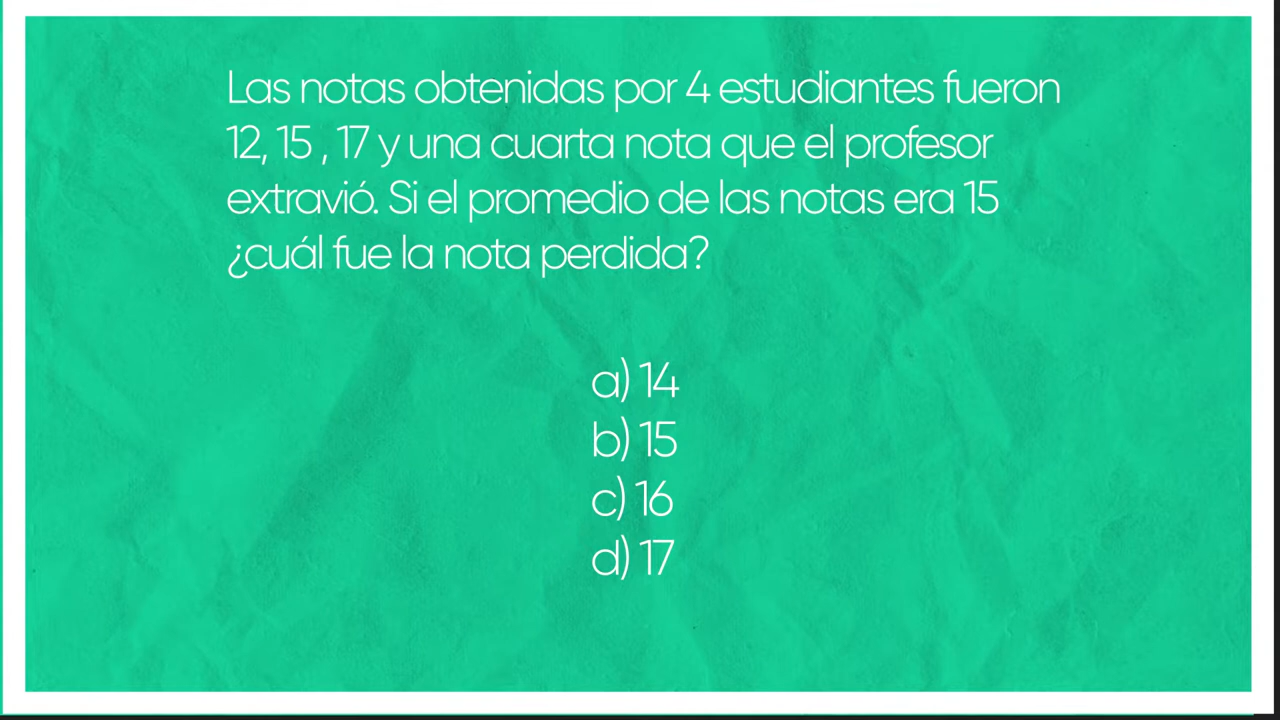 Las notas obtenidas por 4 estudiantes fueron
12, 15 , 17 y una cuarta nota que el profesor
extravió. Si el promedio de las notas era 15
¿cuál fue la nota perdida?
a) 14
b) 15
c) 16
d) 17